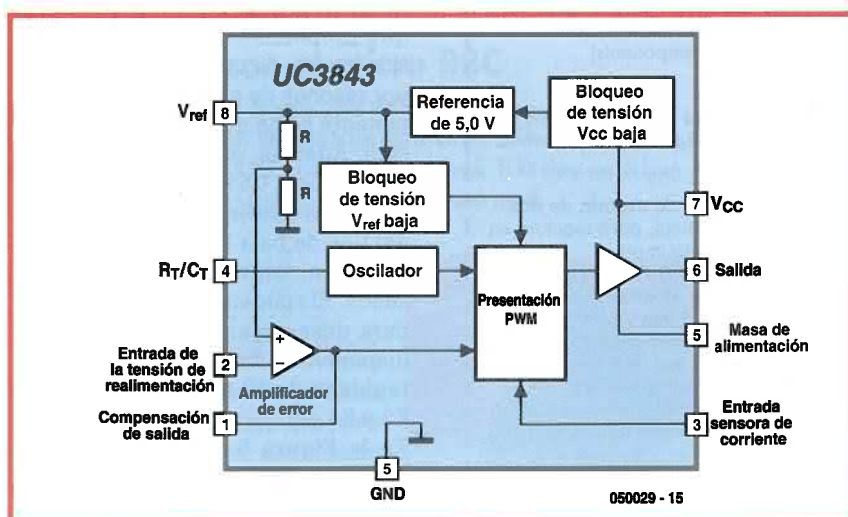 UC3843
Vref
8
R
R
Referencia
de 5,0 V
Bloqueo
de tensión
Vcc baja
Bloqueo
de tensión
Vref baja
7
VCC
RT/CT
4
Oscilador
Presentación
PWM
6
Salida
5
Masa de
alimentación
Entrada de
la tensión de
realimentación
2
+
−
Amplificador
de error
Compensación
de salida
1
3
Entrada
sensora de
corriente
5
GND
050029 - 15